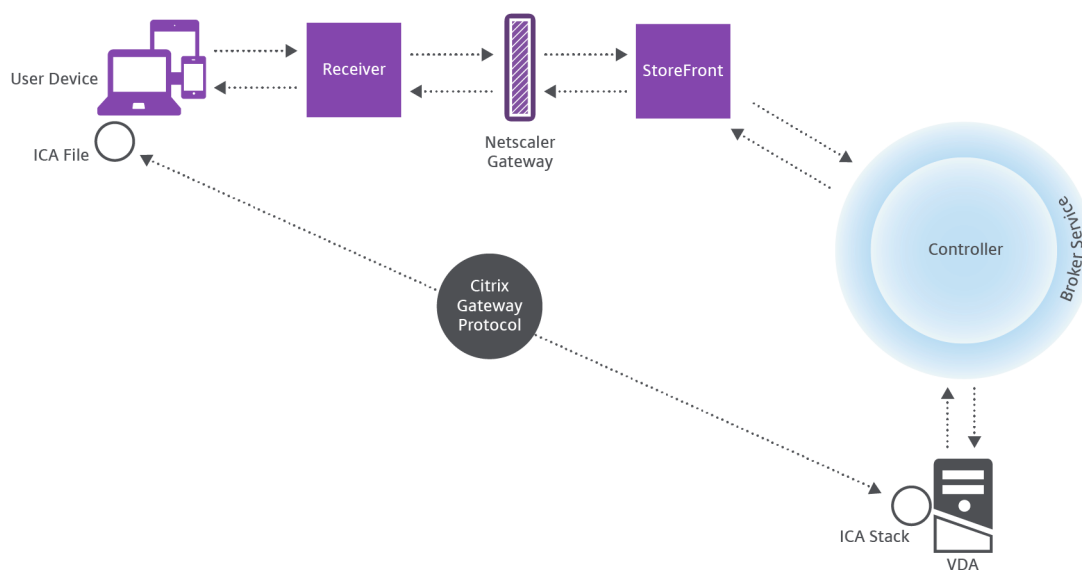 User Device
Receiver
StoreFront
Netscaler
Gateway
ICA File
Broker Service
Controller
Citrix
Gateway
Protocol
ICA Stack
VDA